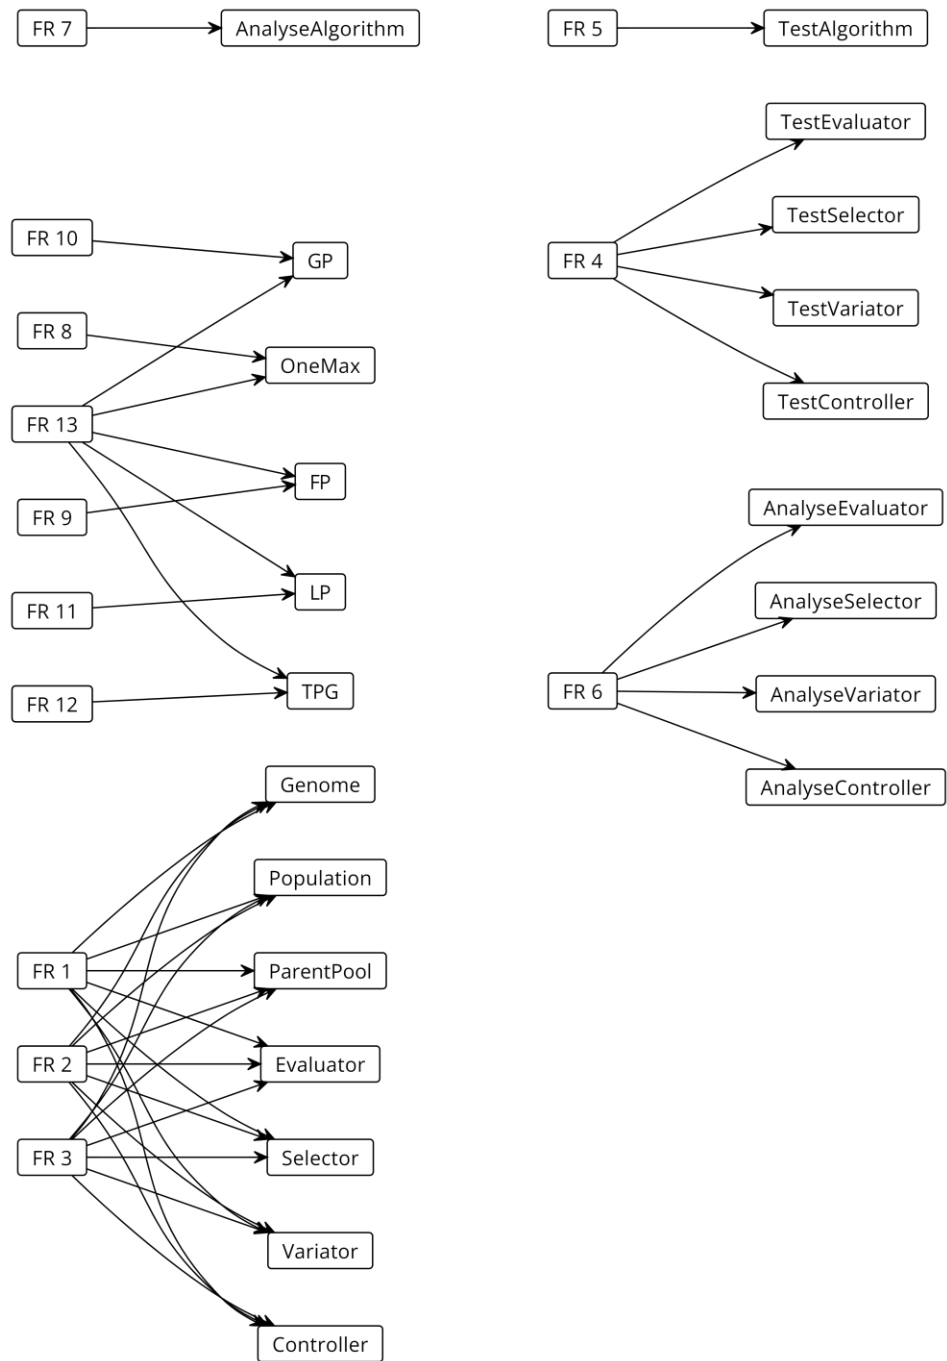 FR 7
AnalyseAlgorithm
FR 5
TestAlgorithm
TestEvaluator
TestSelector
FR 10
GP
FR 4
TestVariator
FR 8
OneMax
TestController
FR 13
FP
FR 9
AnalyseEvaluator
LP
AnalyseSelector
FR 11
TPG
FR 6
AnalyseVariator
FR 12
Genome
AnalyseController
Population
FR 1
ParentPool
FR 2
Evaluator
FR 3
Selector
Variator
Controller